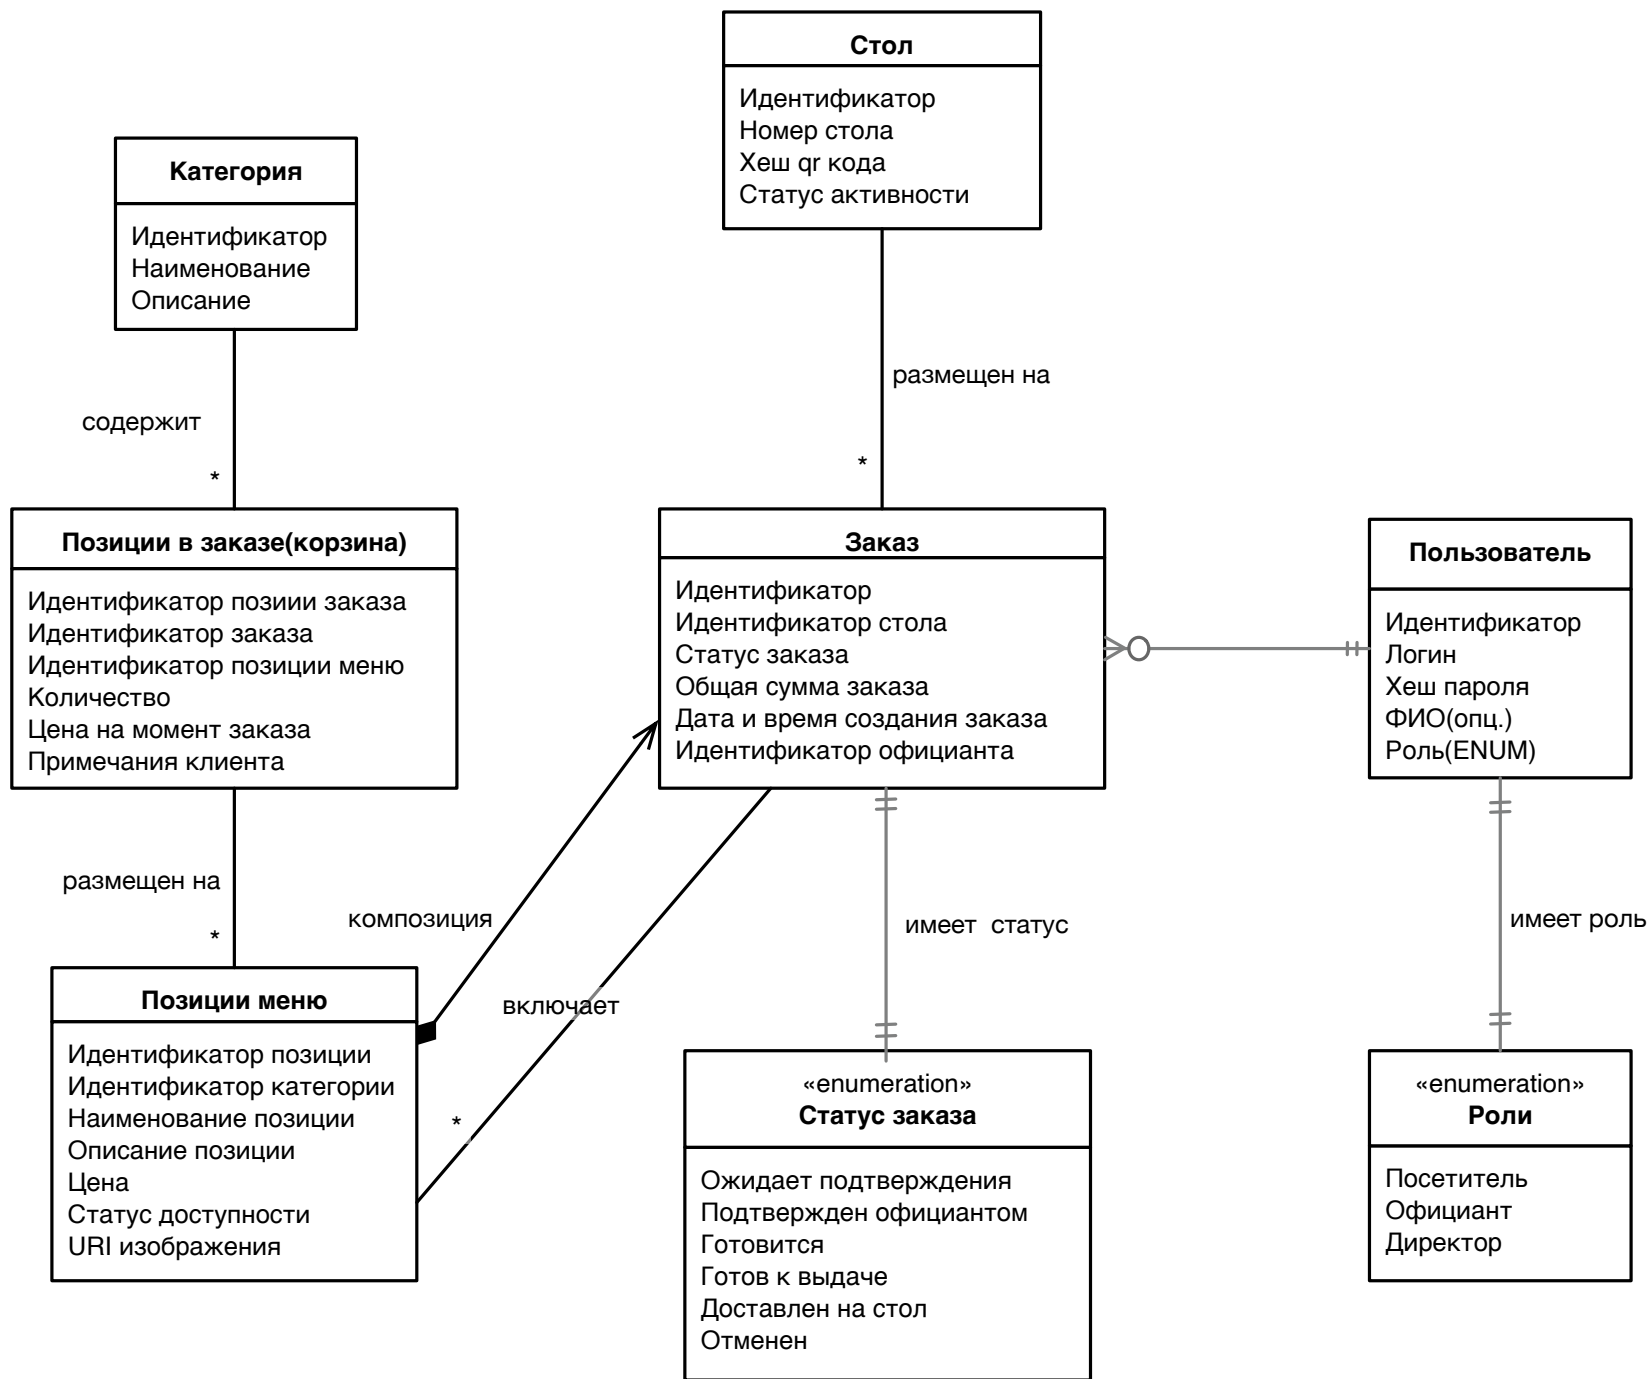 Стол
Идентификатор
Номер стола
Хеш qr кода
Статус активности
Категория
Идентификатор
Наименование
Описание
размещен на
*
содержит
*
Позиции в заказе(корзина)
Идентификатор позиии заказа
Идентификатор заказа
Идентификатор позиции меню
Количество
Цена на момент заказа
Примечания клиента
Заказ
Идентификатор
Идентификатор стола
Статус заказа
Общая сумма заказа
Дата и время создания заказа
Идентификатор официанта
Пользователь
Идентификатор
Логин
Хеш пароля
ФИО(опц.)
Роль(ENUM)
размещен на
*
композиция
включает
*
имеет статус
имеет роль
Позиции меню
Идентификатор позиции
Идентификатор категории
Наименование позиции
Описание позиции
Цена
Статус доступности
URI изображения
«enumeration»
Статус заказа
Ожидает подтверждения
Подтвержден официантом
Готовится
Готов к выдаче
Доставлен на стол
Отменен
«enumeration»
Роли
Посетитель
Официант
Директор